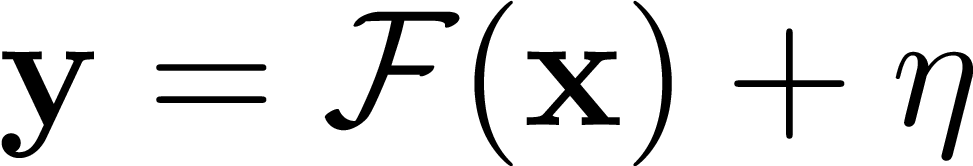 𝐲 = ℱ(𝐱) + η